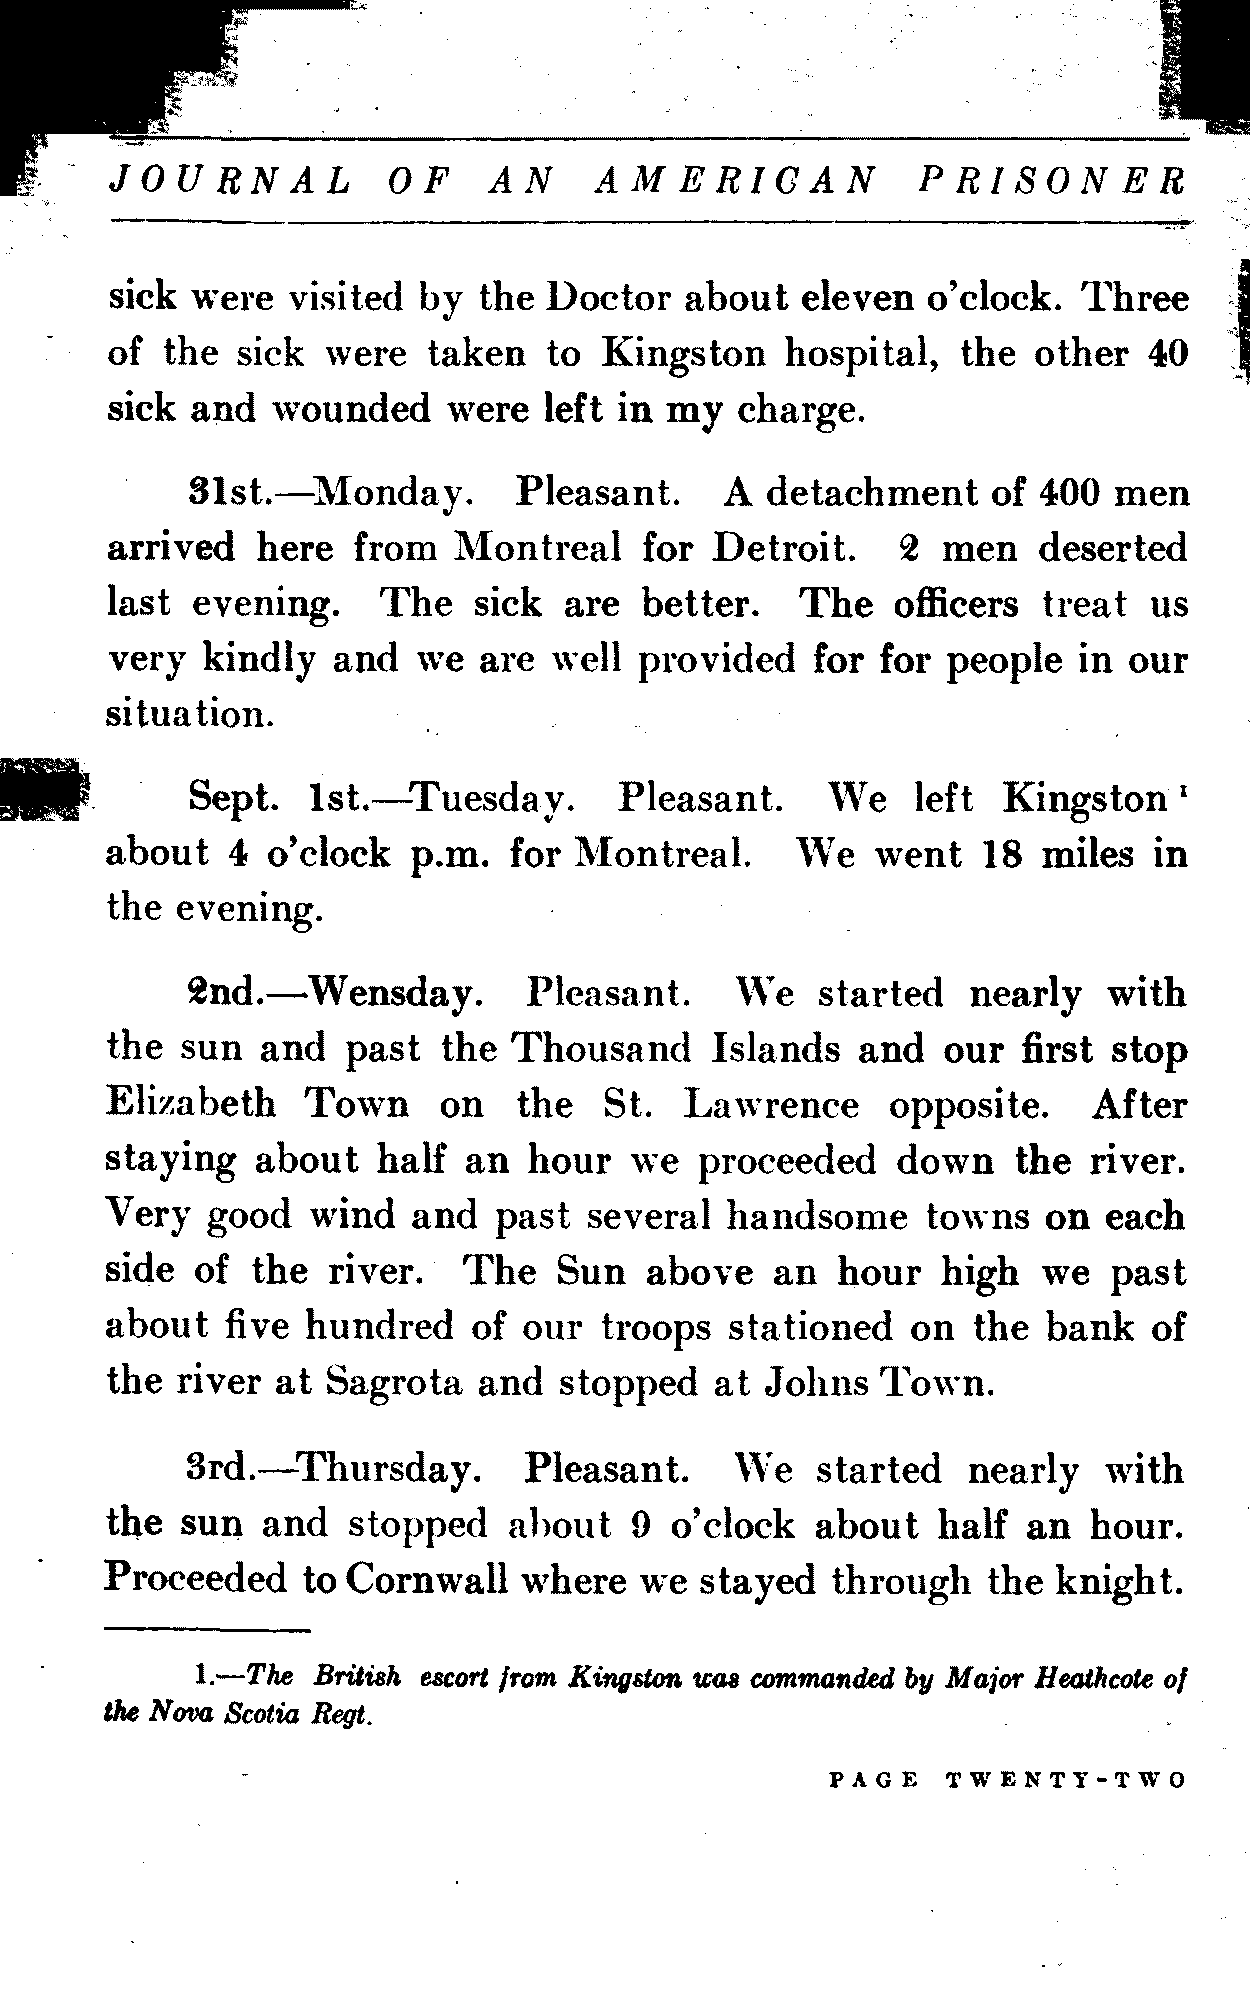 JOURNAL OF AN AMERICAN PRISONER
sick were visited by the Doctor about eleven o'clock. Three
of the sick were taken to Kingston hospital, the other 40
sick and wounded were left in my charge.
31st.—Monday. Pleasant. A detachment of 400 men
arrived here from Montreal for Detroit. 2 men deserted
last evening. The sick are better. The officers treat us
very kindly and we are well provided for for people in our
situation.
Sept. 1st.—Tuesday. Pleasant. We left Kingston ¹
about 4 o'clock p.m. for Montreal. We went 18 miles in
the evening.
2nd.—Wensday. Pleasant. We started nearly with
the sun and past the Thousand Islands and our first stop
Elizabeth Town on the St. Lawrence opposite. After
staying about half an hour we proceeded down the river.
Very good wind and past several handsome towns on each
side of the river. The Sun above an hour high we past
about five hundred of our troops stationed on the bank of
the river at Sagrota and stopped at Johns Town.
3rd.—Thursday. Pleasant. We started nearly with
the sun and stopped about 9 o'clock about half an hour.
Proceeded to Cornwall where we stayed through the knight.
1.—The British escort from Kingston was commanded by Major Heathcote of
the Nova Scotia Regt.
PAGE TWENTY-TWO